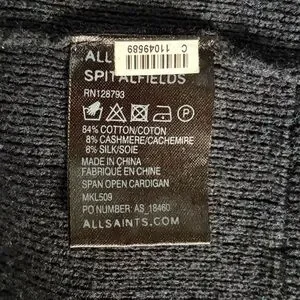 C 11049689
ALL
SPITALFIELDS
RN128793
84% COTTON/COTON
8% CASHMERE/CACHEMIRE
8% SILK/SOIE
MADE IN CHINA
FABRIQUÉ EN CHINE
SPAN OPEN CARDIGAN
MKL509
PO NUMBER: AS_18460
ALLSAINTS.COM